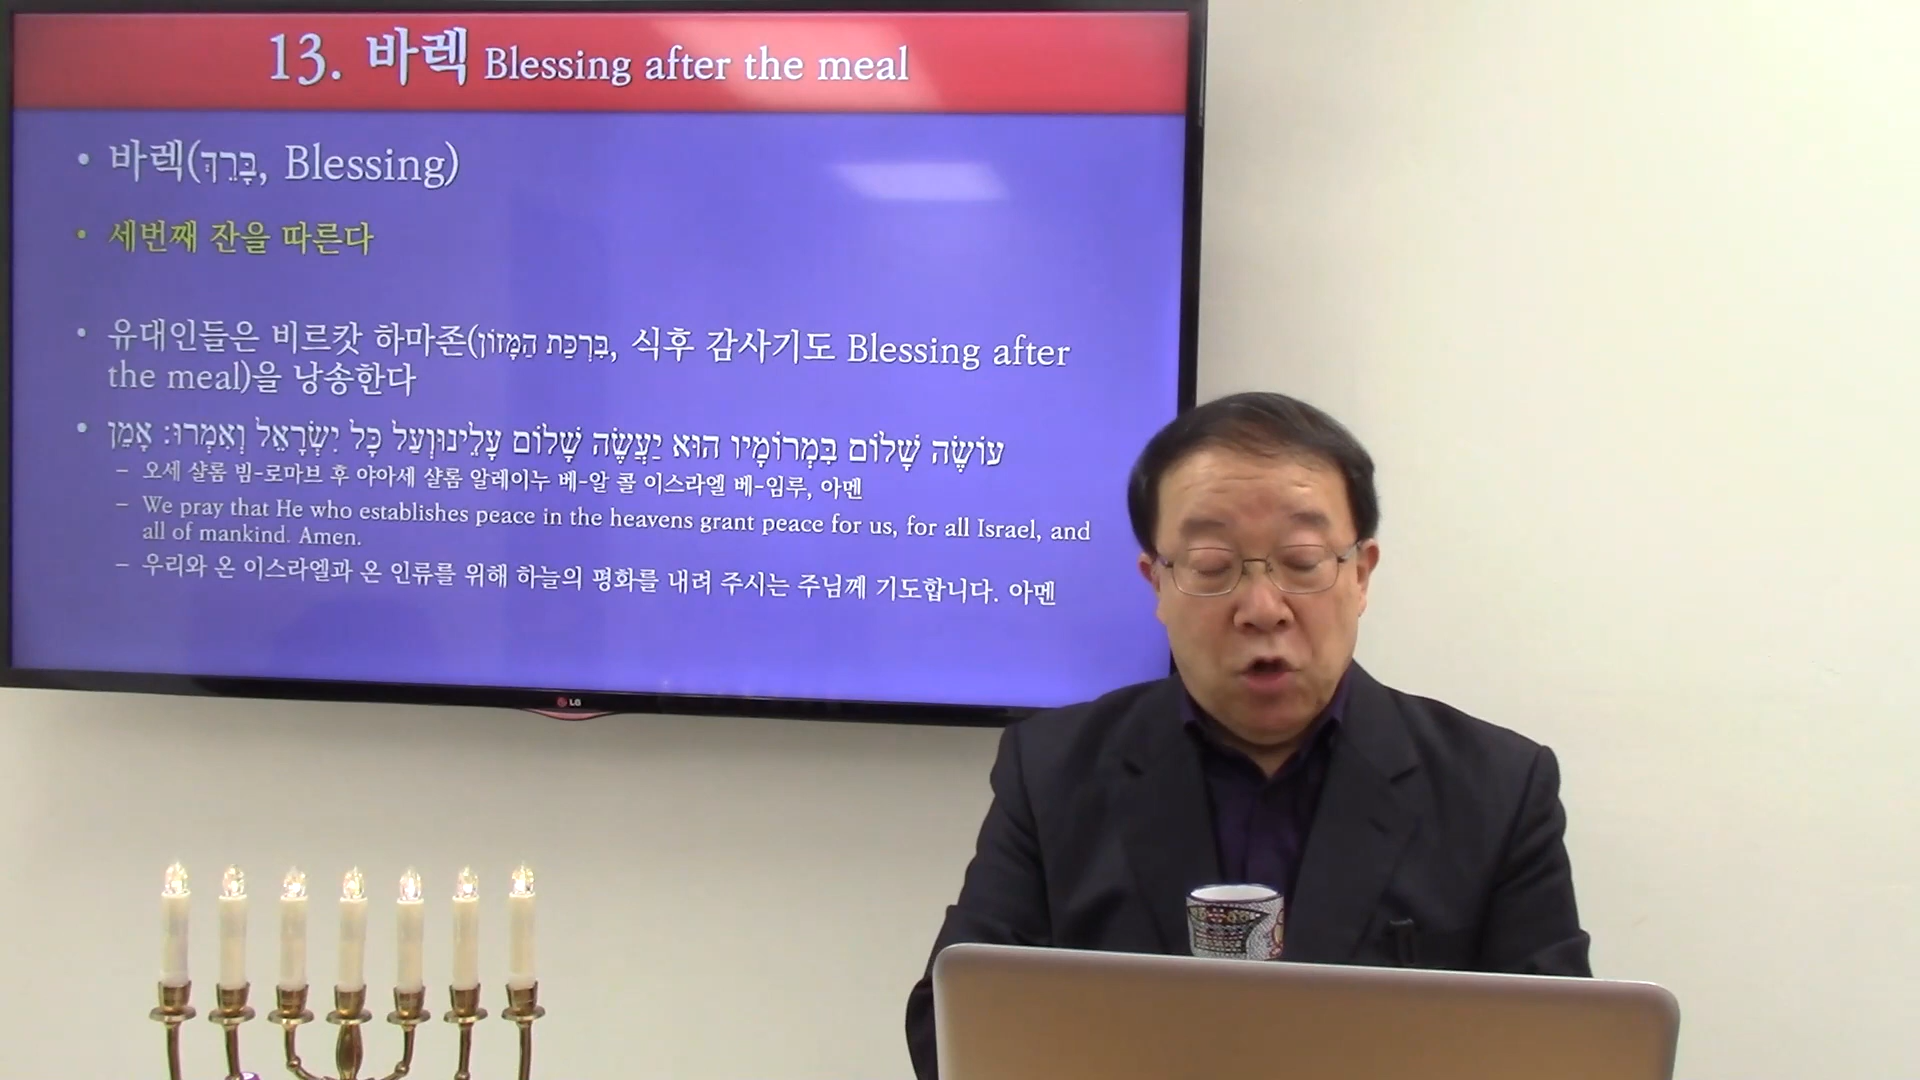 13. 바렉 Blessing after the meal
• 바렉(בָּרֵךְ, Blessing)
• 세번째 잔을 따른다
• 유대인들은 비르캇 하마존(בִּרְכַּת הַמָּזוֹן, 식후 감사기도 Blessing after
the meal)을 낭송한다
• עוֹשֶׂה שָׁלוֹם בִּמְרוֹמָיו הוּא יַעֲשֶׂה שָׁלוֹם עָלֵינוּוְעַל כָּל יִשְׂרָאֵל וְאִמְרוּ: אָמֵן
– 오세 샬롬 빔-로마브 후 야아세 샬롬 알레이누 베-알 콜 이스라엘 베-임루, 아멘
– We pray that He who establishes peace in the heavens grant peace for us, for all Israel, and
all of mankind. Amen.
– 우리와 온 이스라엘과 온 인류를 위해 하늘의 평화를 내려 주시는 주님께 기도합니다. 아멘
LG